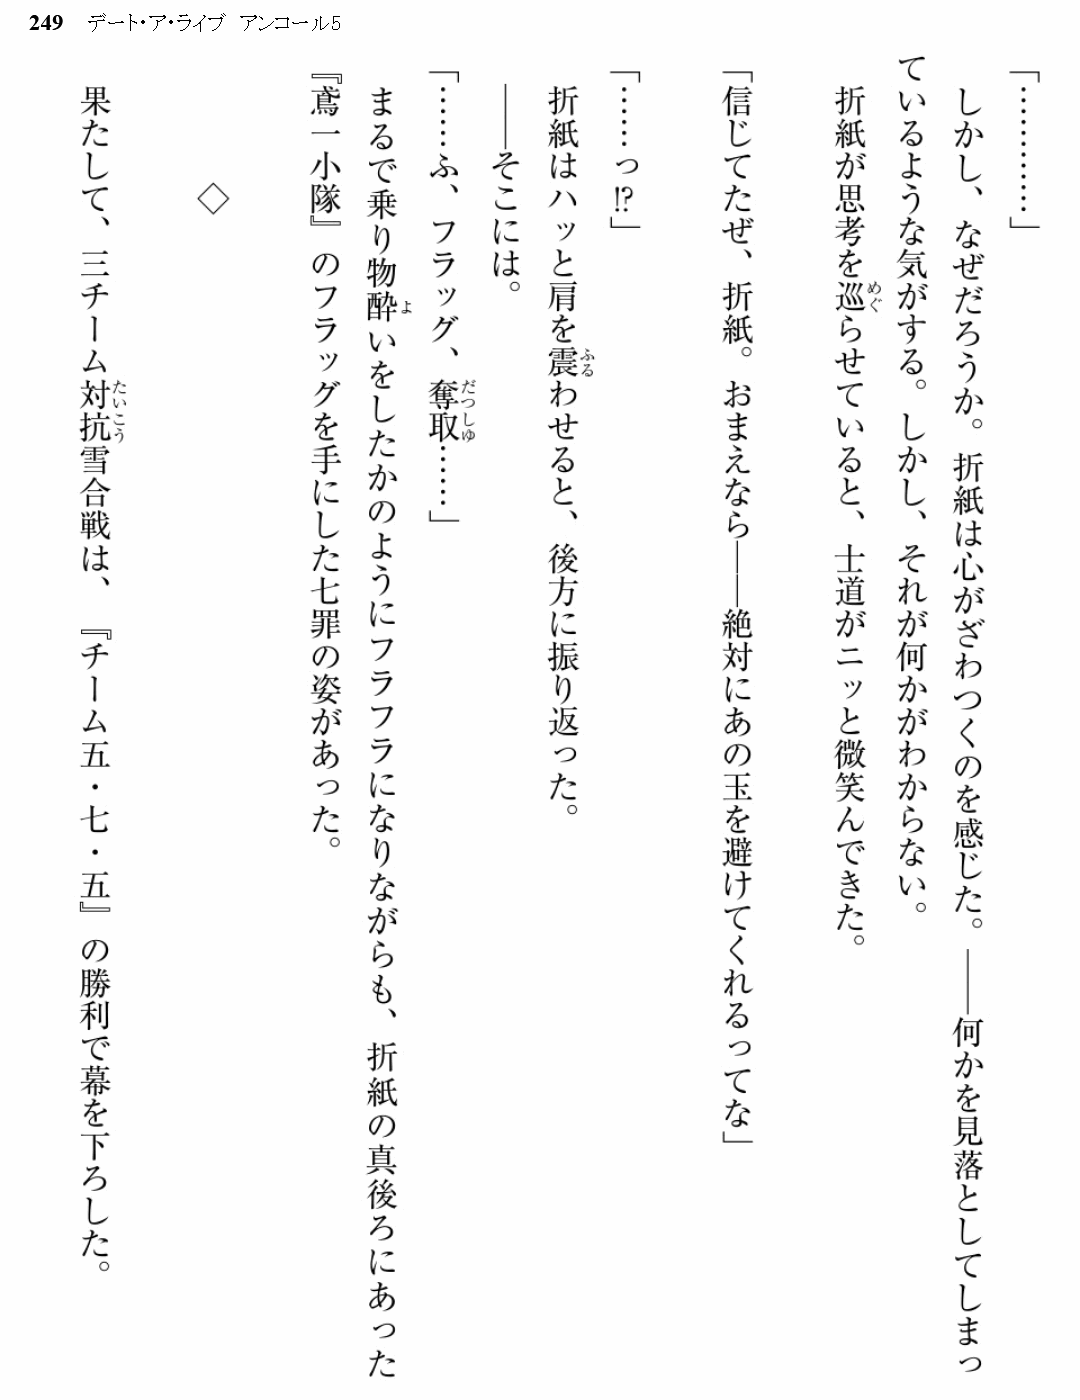 249 デート・ア・ライブ アンコール5
「…………」
しかし、なぜだろうか。折紙は心がざわつくのを感じた。――何かを見落としてしまっ
ているような気がする。しかし、それが何かがわからない。
折紙が思考を巡らせていると、士道がニッと微笑んできた。
「信じてたぜ、折紙。おまえなら――絶対にあの玉を避けてくれるってな」
「……っ!?」
折紙はハッと肩を震わせると、後方に振り返った。
――そこには。
「……ふ、フラッグ、奪取……」
まるで乗り物酔いをしたかのようにフラフラになりながらも、折紙の真後ろにあった
『鳶一小隊』のフラッグを手にした七罪の姿があった。
◇
果たして、三チーム対抗雪合戦は、『チーム五・七・五』の勝利で幕を下ろした。